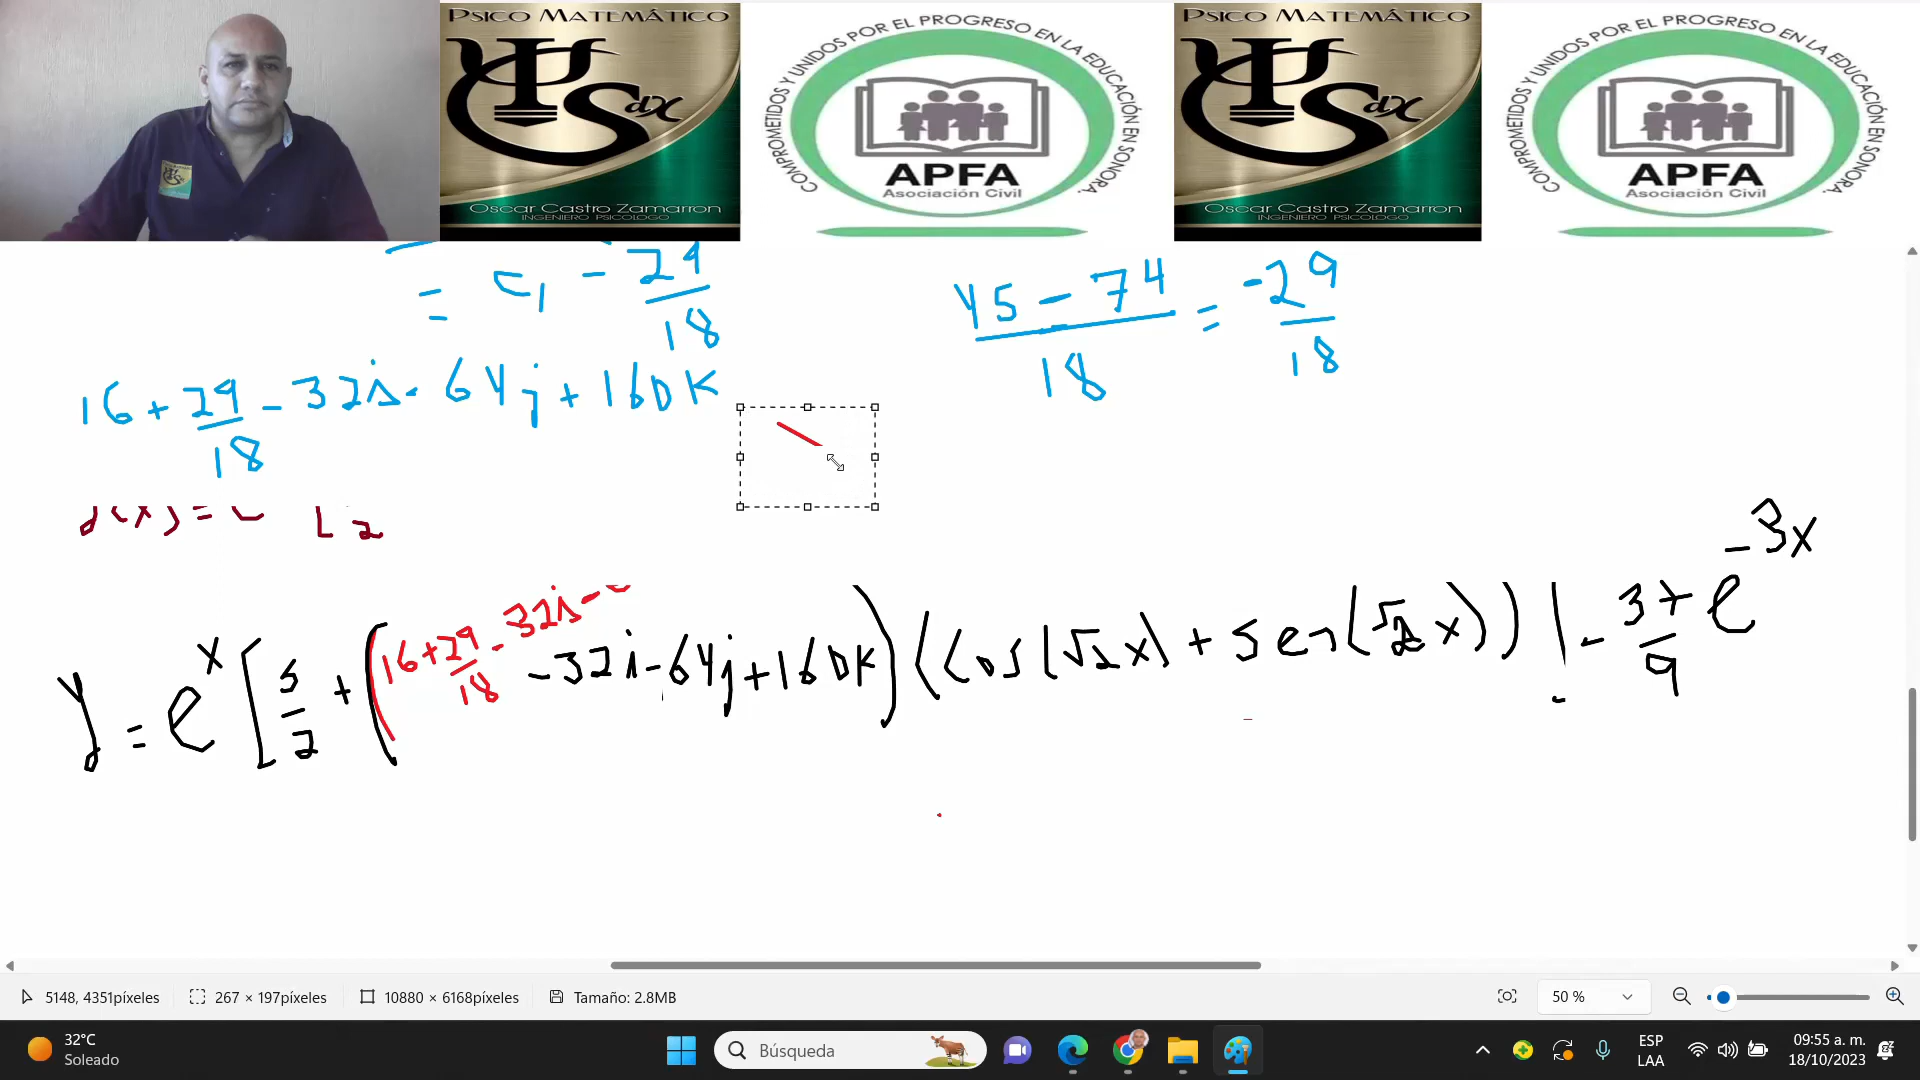 PSICO MATEMÁTICO
Sdx
Oscar Castro Zamarron
INGENIERO PSICOLOGO
COMPROMETIDOS Y UNIDOS POR EL PROGRESO EN LA EDUCACIÓN EN SONORA.
APFA
Asociación Civil
PSICO MATEMÁTICO
Sdx
Oscar Castro Zamarron
INGENIERO PSICOLOGO
COMPROMETIDOS Y UNIDOS POR EL PROGRESO EN LA EDUCACIÓN EN SONORA.
APFA
Asociación Civil
= C₁ - 29/18
(45 - 74)/18 = -29/18
16 + 29/18 - 32i - 64j + 160k
y = e^x [5/2 + (16 + 29/18 - 32i - 32i - 64j + 160k)(Cos(√2x) + Sen(√2x))] - 37/9 e^-3x
5148, 4351píxeles 267 × 197píxeles 10880 × 6168píxeles Tamaño: 2.8MB 50 %
32°C
Soleado
Búsqueda
ESP
LAA
09:55 a. m.
18/10/2023